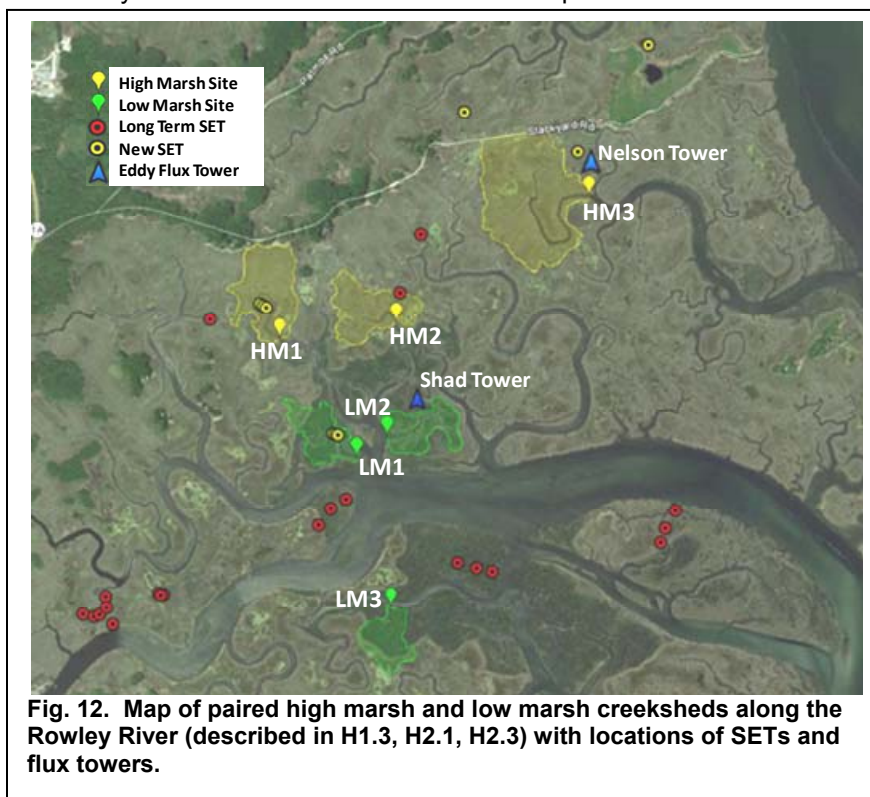 High Marsh Site
Low Marsh Site
Long Term SET
New SET
Eddy Flux Tower
Stackyard Rd
Nelson Tower
HM3
HM1
HM2
Shad Tower
LM2
LM1
LM3
Fig. 12. Map of paired high marsh and low marsh creeksheds along the
Rowley River (described in H1.3, H2.1, H2.3) with locations of SETs and
flux towers.